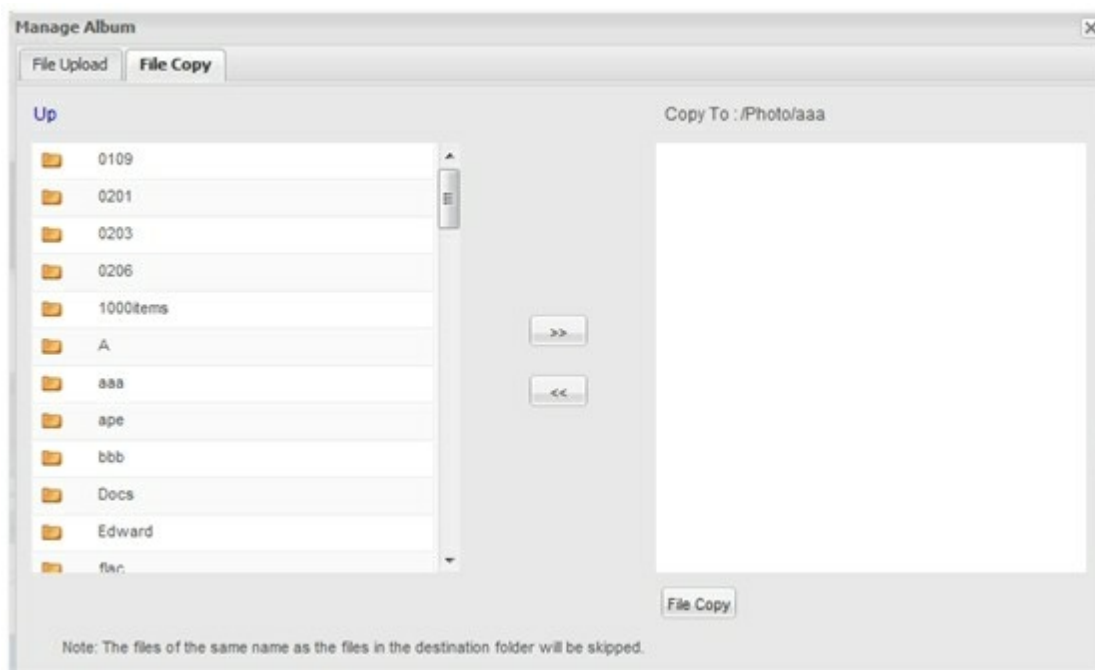 Manage Album
File Upload
File Copy
Up
Copy To : /Photo/aaa
0109
0201
0203
0206
1000items
A
aaa
ape
bbb
Docs
Edward
flac
>>
<<
File Copy
Note: The files of the same name as the files in the destination folder will be skipped.